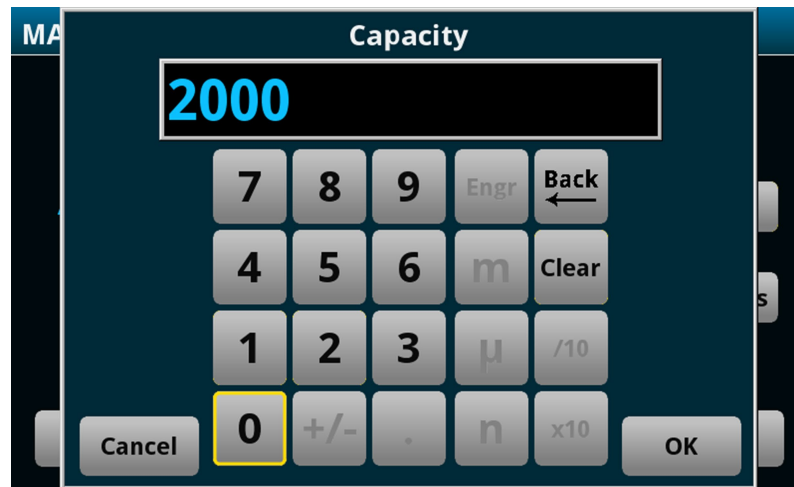 MA
Capacity
2000
7 8 9 Engr Back
4 5 6 m Clear
s
1 2 3 µ /10
0 +/- . n x10
Cancel OK